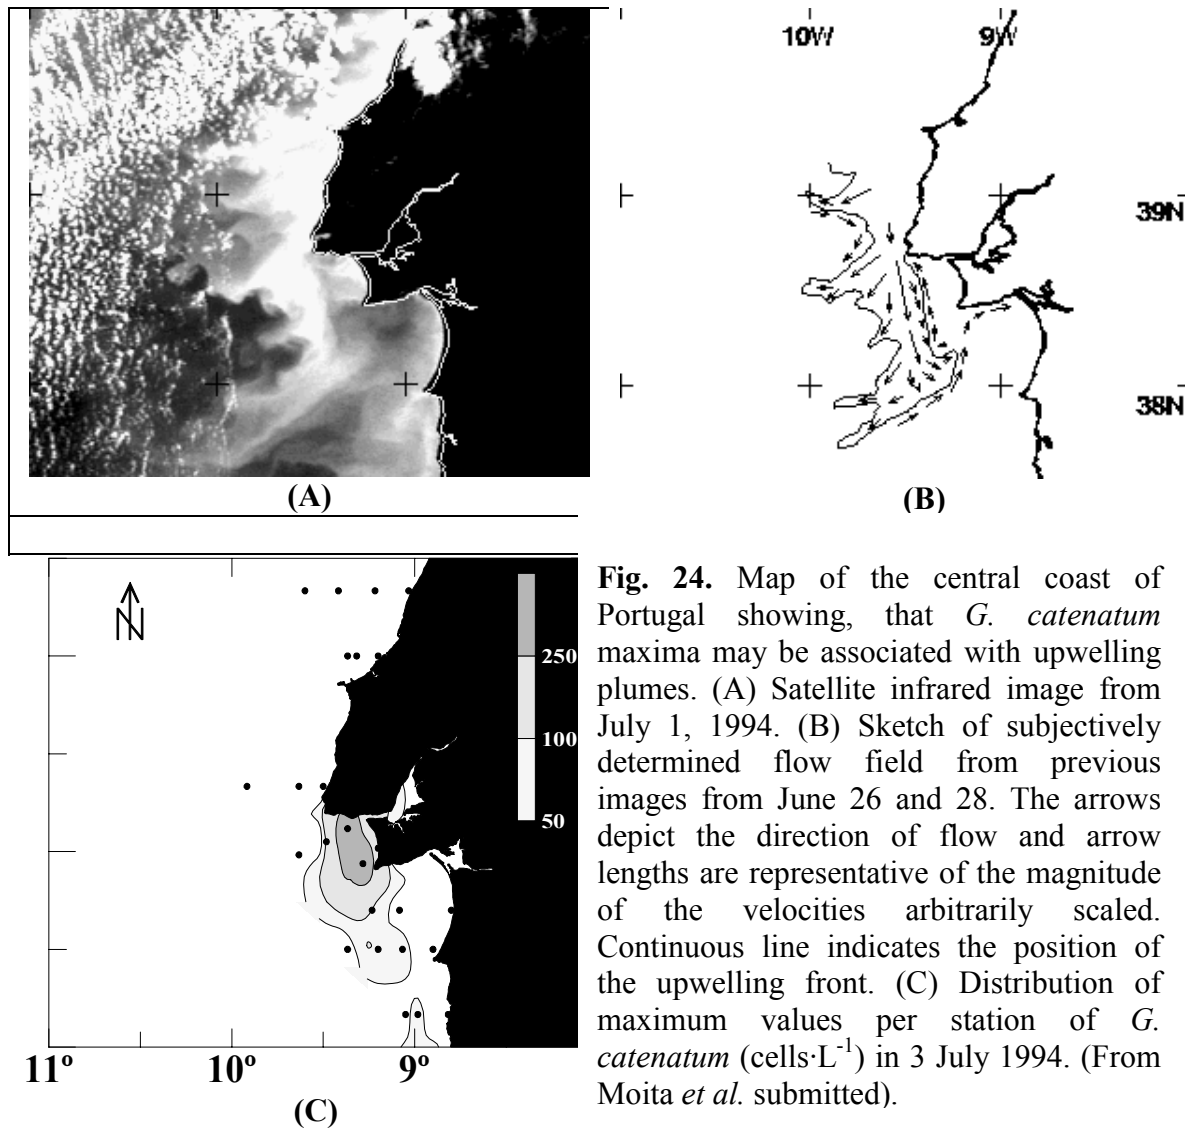 10W
9W
39N
38N
(A)
(B)
N
250
100
50
11º
10º
9º
(C)
Fig. 24. Map of the central coast of
Portugal showing, that G. catenatum
maxima may be associated with upwelling
plumes. (A) Satellite infrared image from
July 1, 1994. (B) Sketch of subjectively
determined flow field from previous
images from June 26 and 28. The arrows
depict the direction of flow and arrow
lengths are representative of the magnitude
of the velocities arbitrarily scaled.
Continuous line indicates the position of
the upwelling front. (C) Distribution of
maximum values per station of G.
catenatum (cells·L-1) in 3 July 1994. (From
Moita et al. submitted).